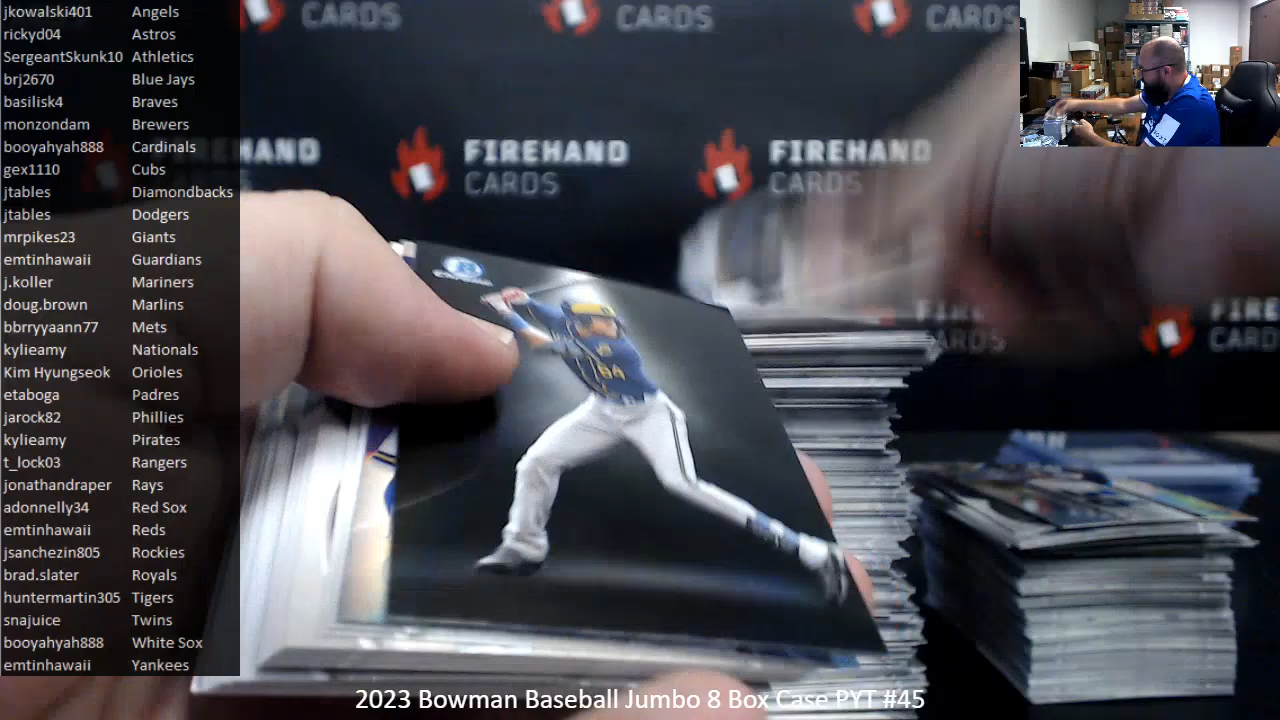 jkowalski401 Angels
rickyd04 Astros
SergeantSkunk10 Athletics
brj2670 Blue Jays
basilisk4 Braves
monzondam Brewers
booyahyah888 Cardinals
gex1110 Cubs
jtables Diamondbacks
jtables Dodgers
mrpikes23 Giants
emtinhawaii Guardians
j.koller Mariners
doug.brown Marlins
bbrryyaann77 Mets
kylieamy Nationals
Kim Hyungseok Orioles
etaboga Padres
jarock82 Phillies
kylieamy Pirates
t_lock03 Rangers
jonathandraper Rays
adonnelly34 Red Sox
emtinhawaii Reds
jsanchezin805 Rockies
brad.slater Royals
huntermartin305 Tigers
snajuice Twins
booyahyah888 White Sox
emtinhawaii Yankees
CARDS
CARDS
CARDS
HAND
FIREHAND
CARDS
FIREHAND
CARDS
FIRE
CARD
64
2023 Bowman Baseball Jumbo 8 Box Case PYT #45